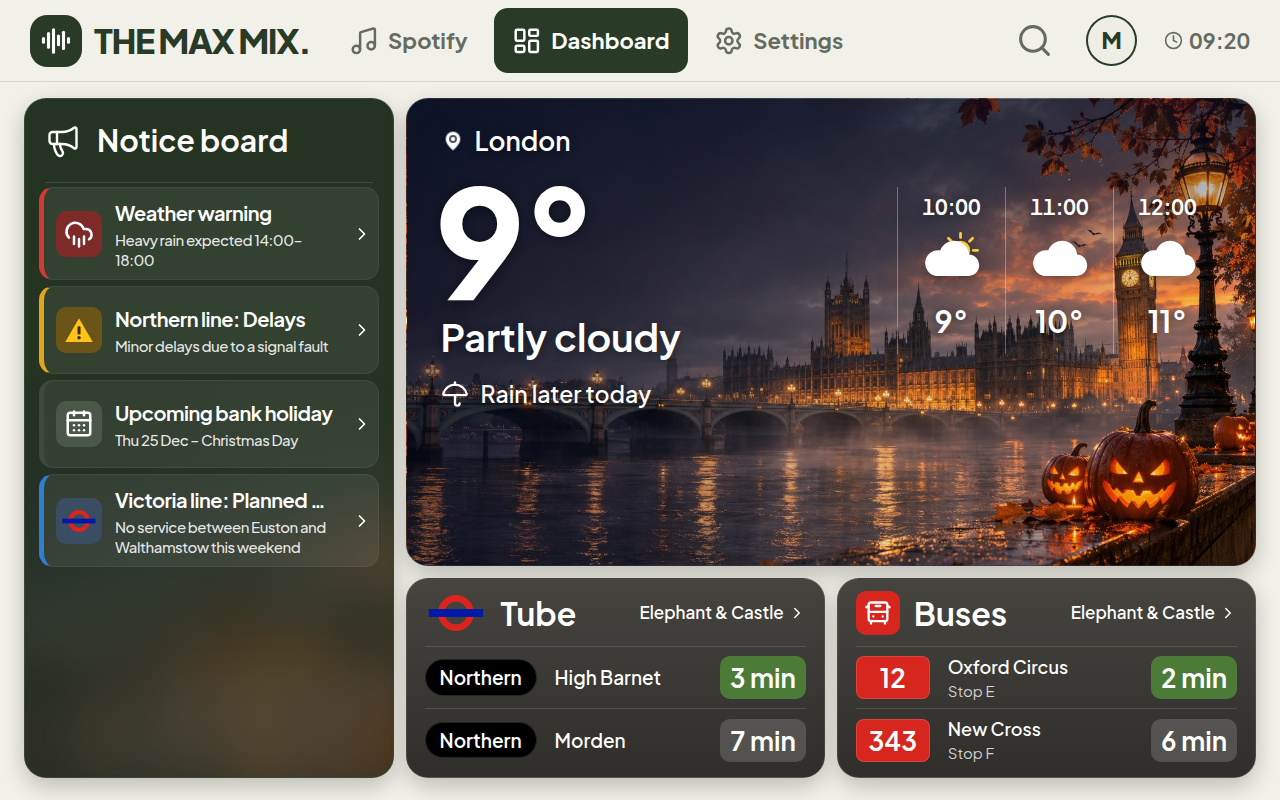 THE MAX MIX.
Spotify
Dashboard
Settings
M
09:20
Notice board
Weather warning
Heavy rain expected 14:00–
18:00
Northern line: Delays
Minor delays due to a signal fault
Upcoming bank holiday
Thu 25 Dec – Christmas Day
Victoria line: Planned ...
No service between Euston and
Walthamstow this weekend
London
9°
Partly cloudy
Rain later today
10:00
9°
11:00
10°
12:00
11°
Tube
Elephant & Castle
Northern
High Barnet
3 min
Northern
Morden
7 min
Buses
Elephant & Castle
12
Oxford Circus
Stop E
2 min
343
New Cross
Stop F
6 min